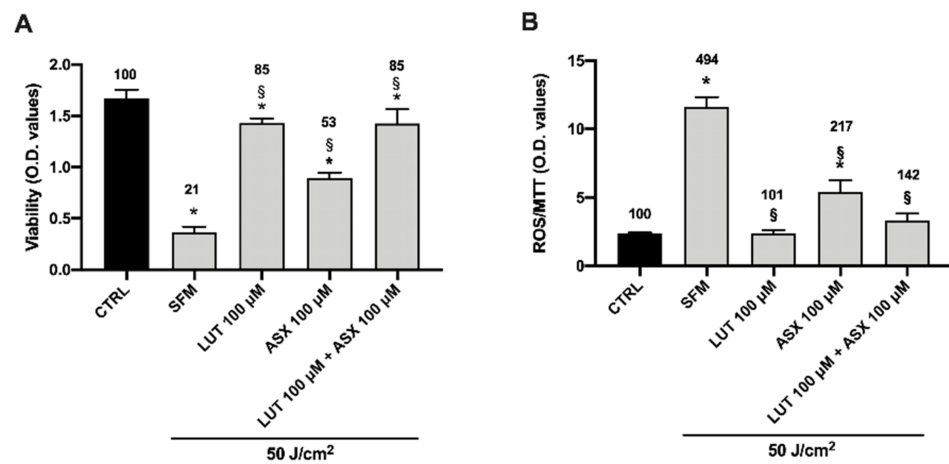 A
Viability (O.D. values)
2.0
1.5
1.0
0.5
0.0
100
21
*
85
§
*
53
§
*
85
§
*
CTRL
SFM
LUT 100 µM
ASX 100 µM
LUT 100 µM + ASX 100 µM
50 J/cm²
B
ROS/MTT (O.D. values)
15
10
5
0
100
494
*
101
§
217
§
*
142
§
CTRL
SFM
LUT 100 µM
ASX 100 µM
LUT 100 µM + ASX 100 µM
50 J/cm²